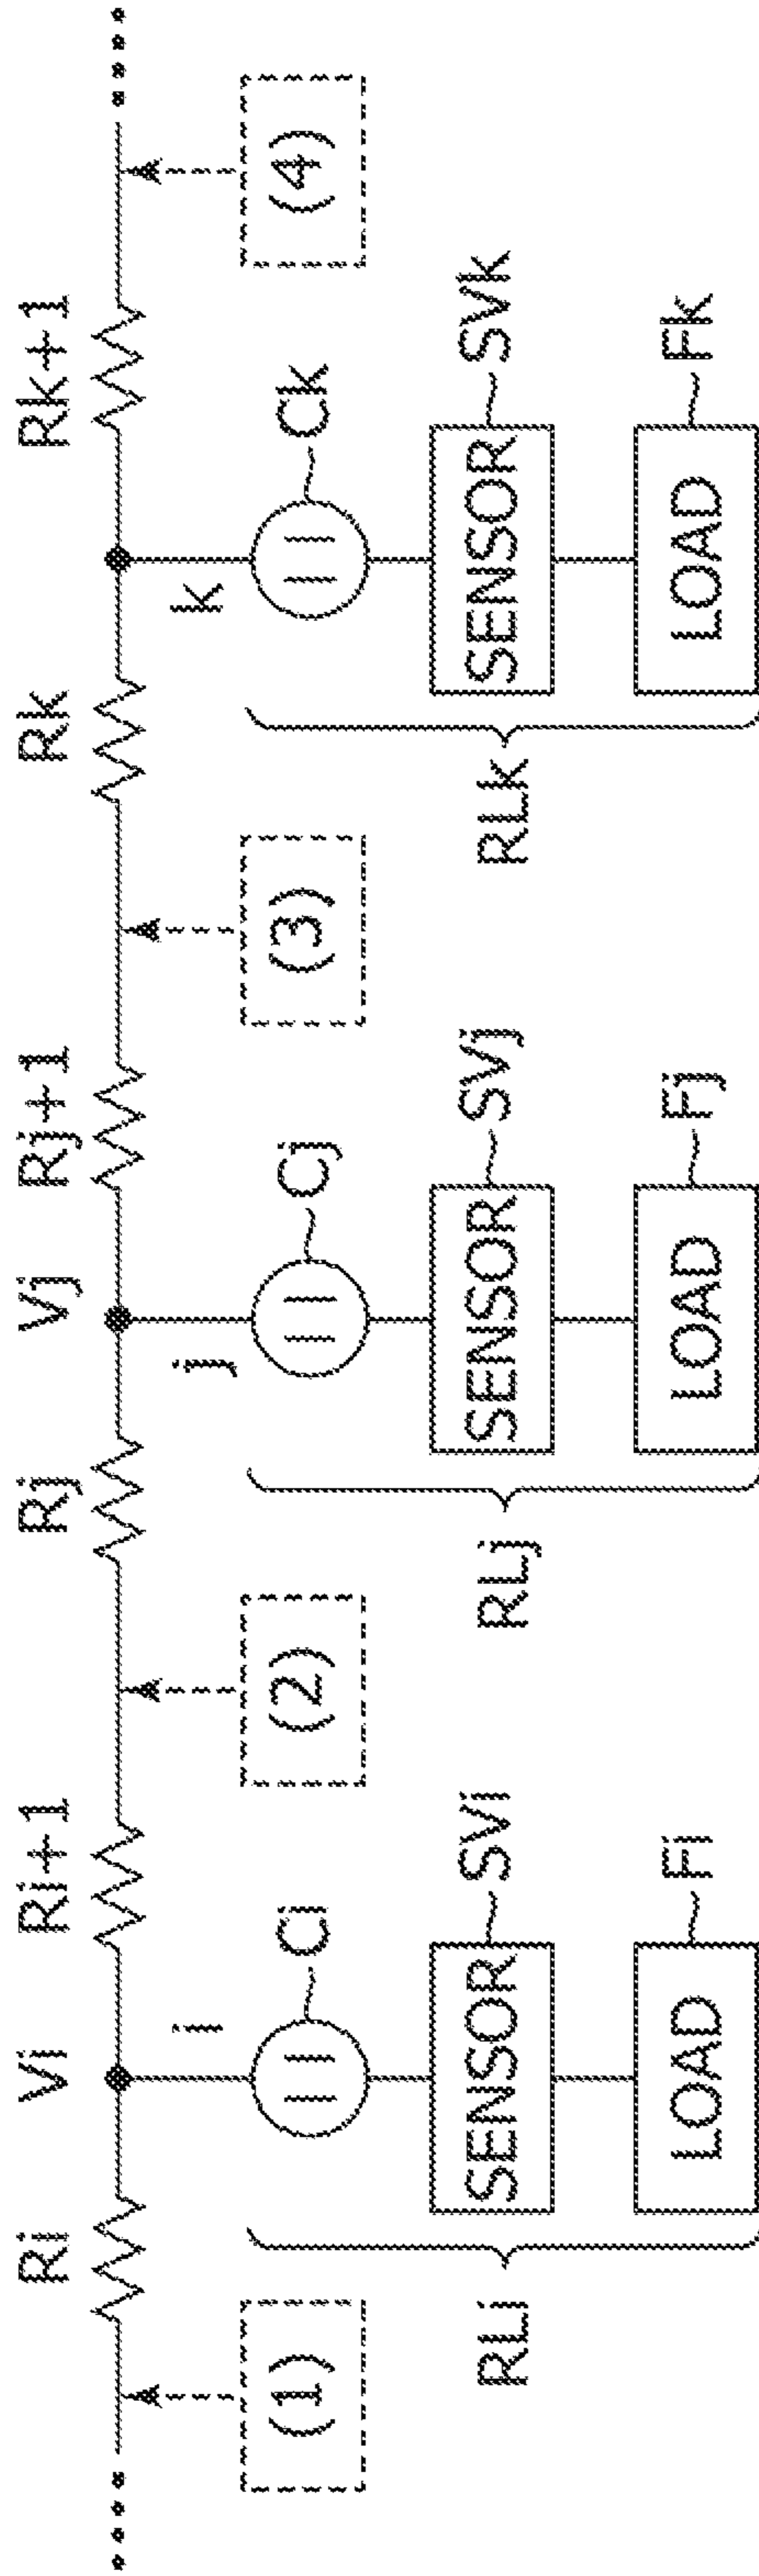 Ri Vi Ri+1 Rj Vj Rj+1 Rk Rk+1
(1) i (2) j (3) k (4)
Ci Cj Ck
RLi SENSOR SVi RLj SENSOR SVj RLk SENSOR SVk
LOAD Fi LOAD Fj LOAD Fk